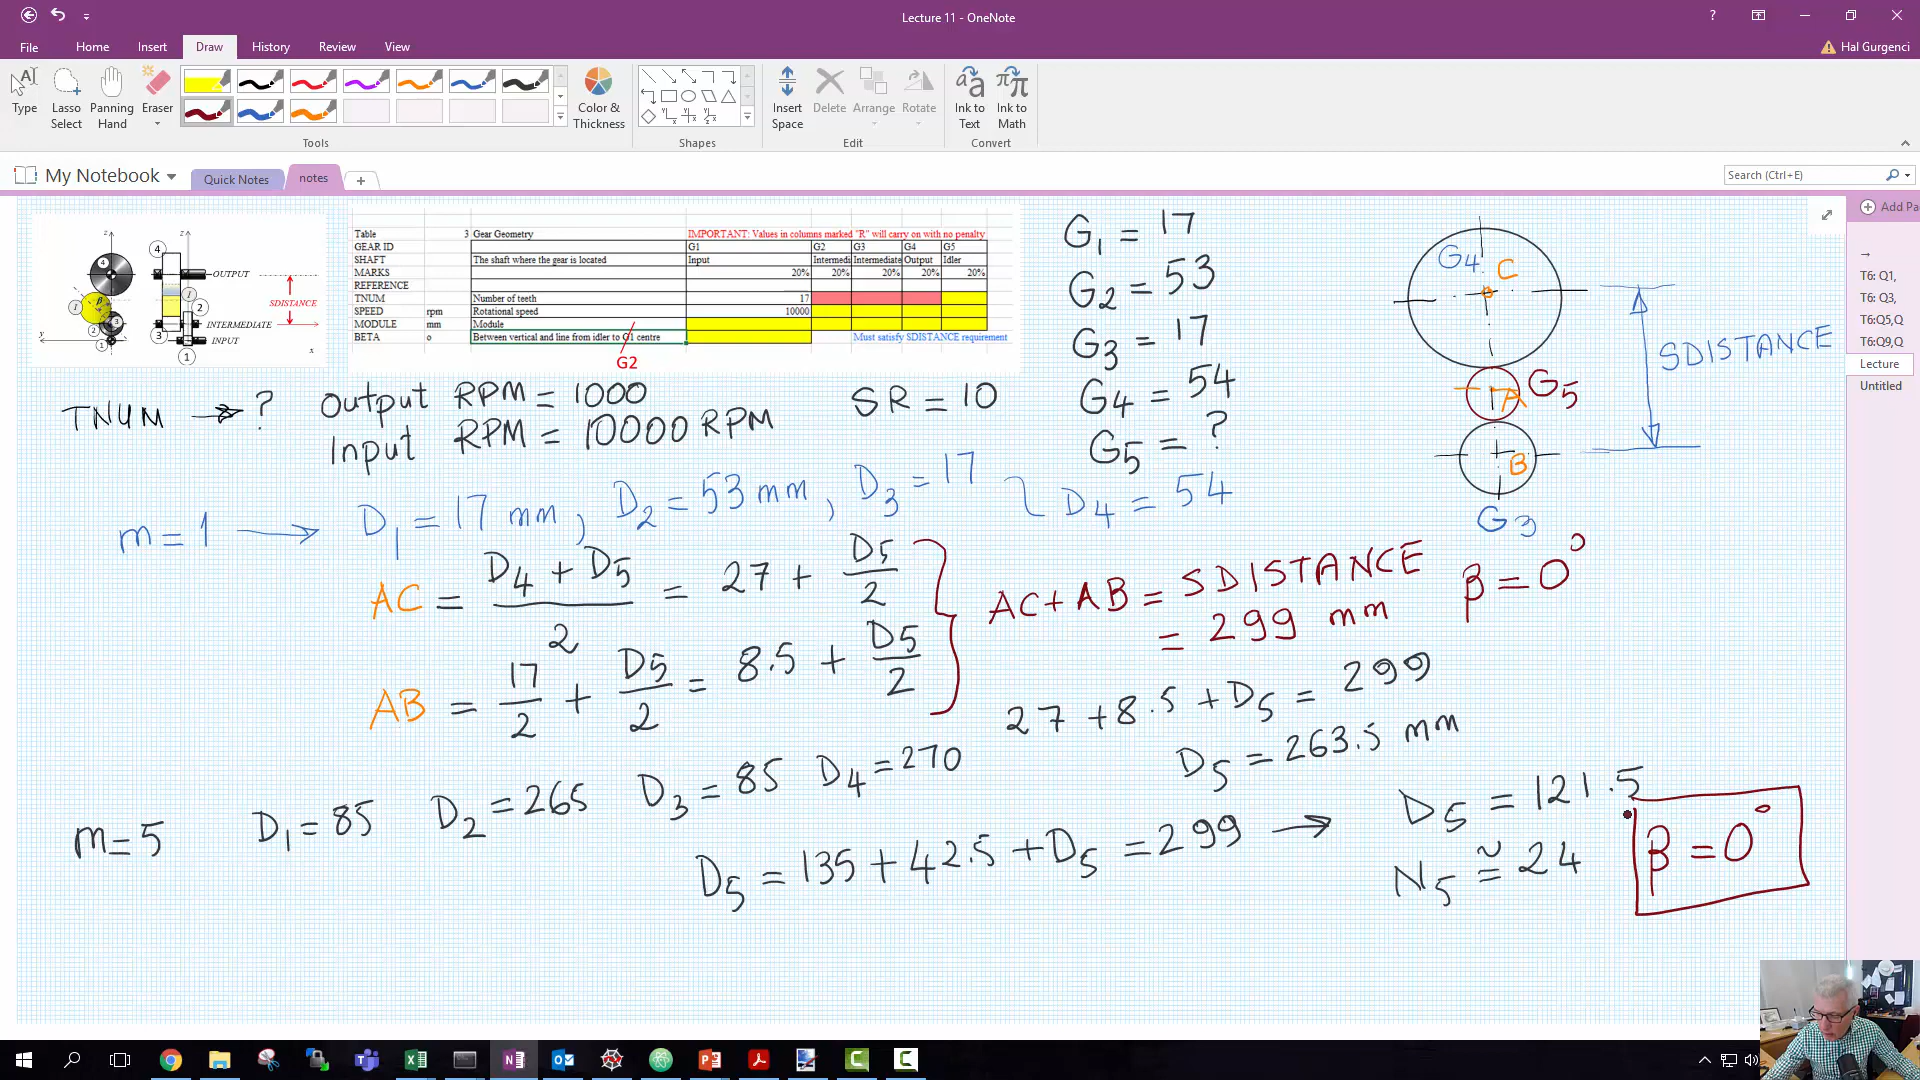 Lecture 11 - OneNote
File Home Insert Draw History Review View
Hal Gurgenci
Type
Lasso Select
Panning Hand
Eraser
Color & Thickness
Insert Space
Delete
Arrange
Rotate
Ink to Text
Ink to Math
Tools
Shapes
Edit
Convert
My Notebook
Quick Notes
notes
Search (Ctrl+E)
Add Pa
T6: Q1,
T6: Q3,
T6:Q5,Q
T6:Q9,Q
Lecture
Untitled
OUTPUT
SDISTANCE
INTERMEDIATE
INPUT
Table 3 Gear Geometry IMPORTANT: Values in columns marked "R" will carry on with no penalty
GEAR ID G1 G2 G3 G4 G5
SHAFT The shaft where the gear is located Input Intermedi Intermediate Output Idler
MARKS 20% 20% 20% 20% 20%
REFERENCE
TNUM Number of teeth 17
SPEED rpm Rotational speed 10000
MODULE mm Module
BETA o Between vertical and line from idler to G1 centre Must satisfy SDISTANCE requirement
G2
TNUM → ?
Output RPM = 1000 SR = 10
Input RPM = 10000 RPM
G1 = 17
G2 = 53
G3 = 17
G4 = 54
G5 = ?
G4 C
SDISTANCE
A G5
B
G3
m = 1 → D1 = 17 mm, D2 = 53 mm, D3 = 17 D4 = 54
AC = (D4 + D5)/2 = 27 + D5/2
AB = 17/2 + D5/2 = 8.5 + D5/2
AC + AB = SDISTANCE
= 299 mm
β = 0°
27 + 8.5 + D5 = 299
D5 = 263.5 mm
m = 5 D1 = 85 D2 = 265 D3 = 85 D4 = 270
D5 = 135 + 42.5 + D5 = 299 → D5 = 121.5
N5 ≅ 24
β = 0°